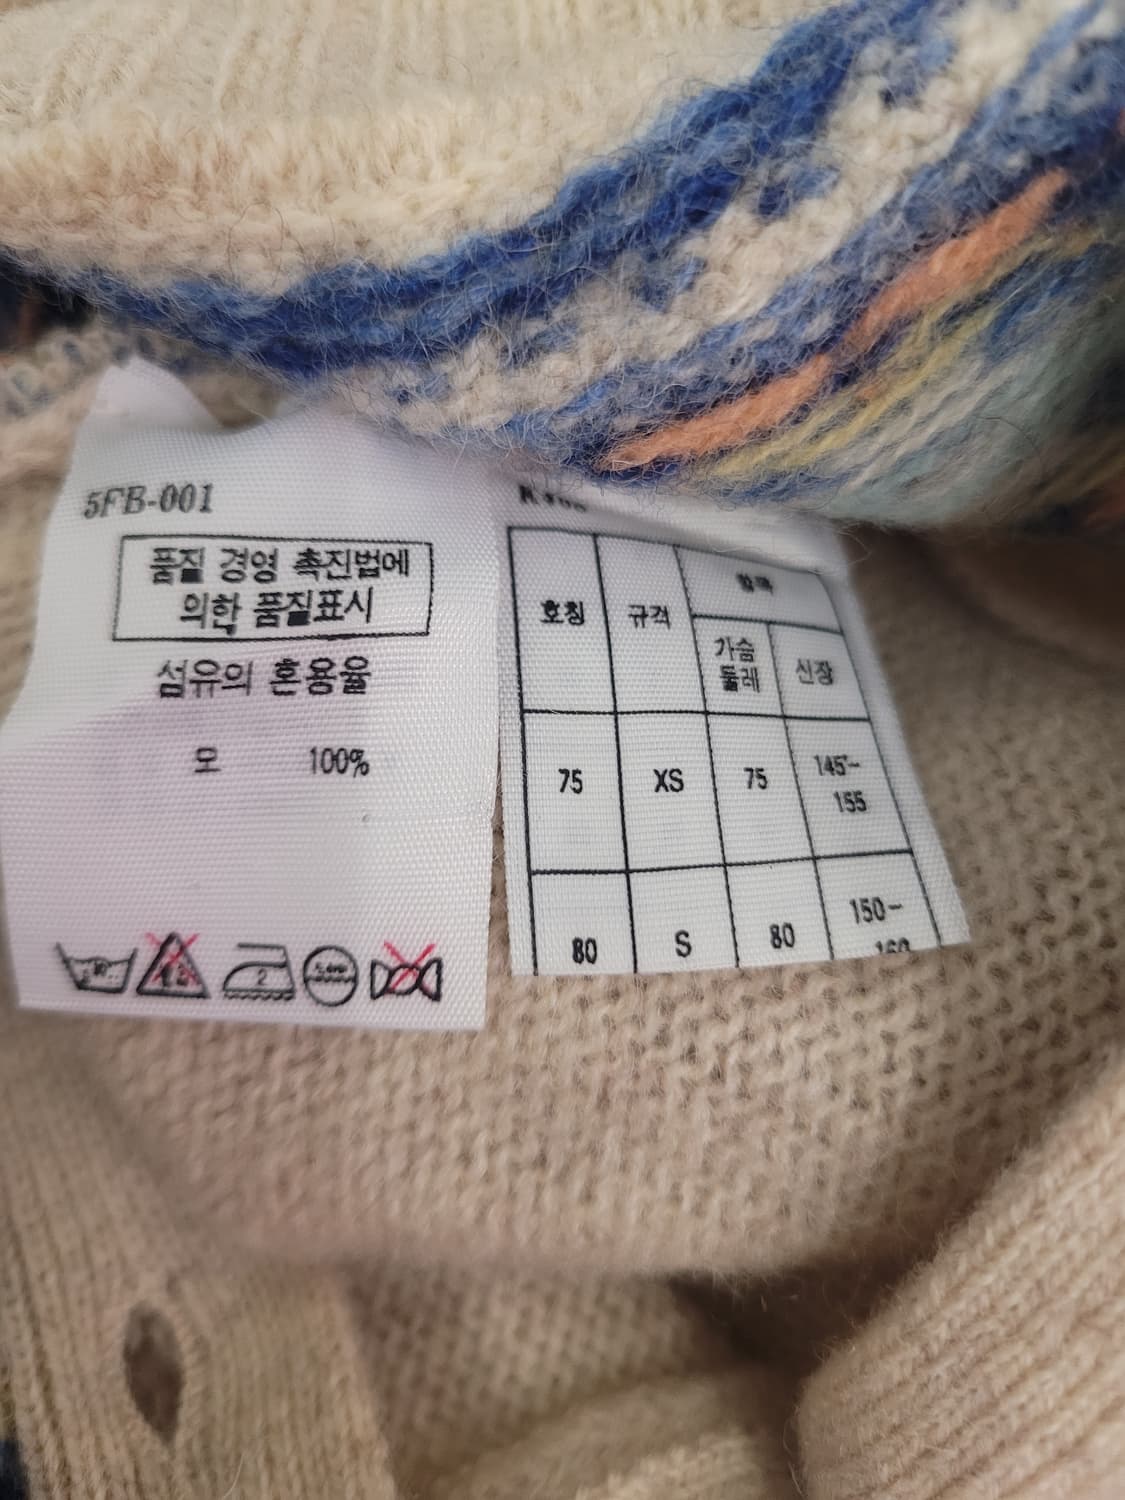 5FB-001
품질 경영 촉진법에
의한 품질표시
섬유의 혼용율
모 100%
호칭 규격
가슴
둘레 신장
75 XS 75 145-
155
80 S 80 150-
160